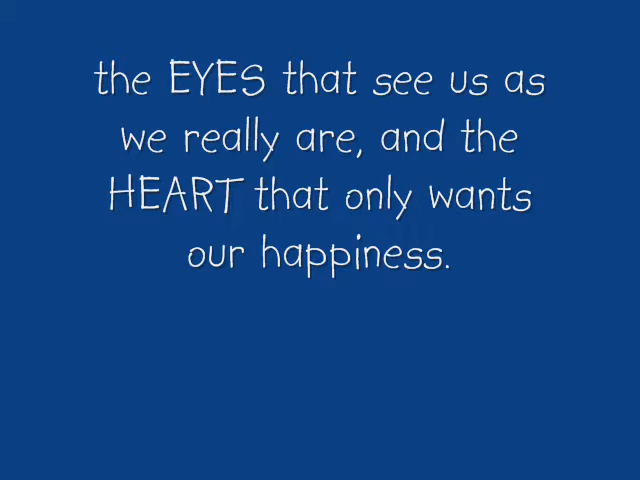 the EYES that see us as
we really are, and the
HEART that only wants
our happiness.